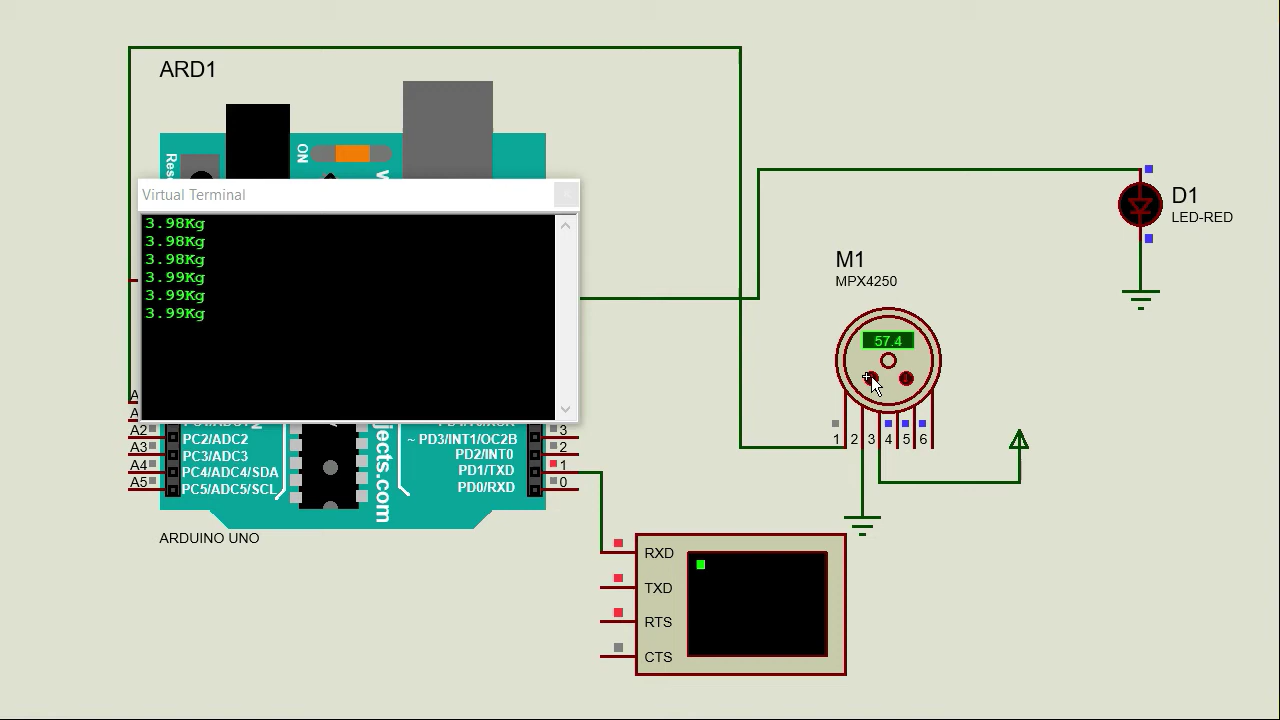 ARD1
ON
Rese
Virtual Terminal
3.98Kg
3.98Kg
3.98Kg
3.99Kg
3.99Kg
3.99Kg
A
A
A2
A3
A4
A5
PC2/ADC2
PC3/ADC3
PC4/ADC4/SDA
PC5/ADC5/SCL
jects.com
~ PD3/INT1/OC2B
PD2/INT0
PD1/TXD
PD0/RXD
3
2
1
0
ARDUINO UNO
D1
LED-RED
M1
MPX4250
57.4
1 2 3 4 5 6
RXD
TXD
RTS
CTS